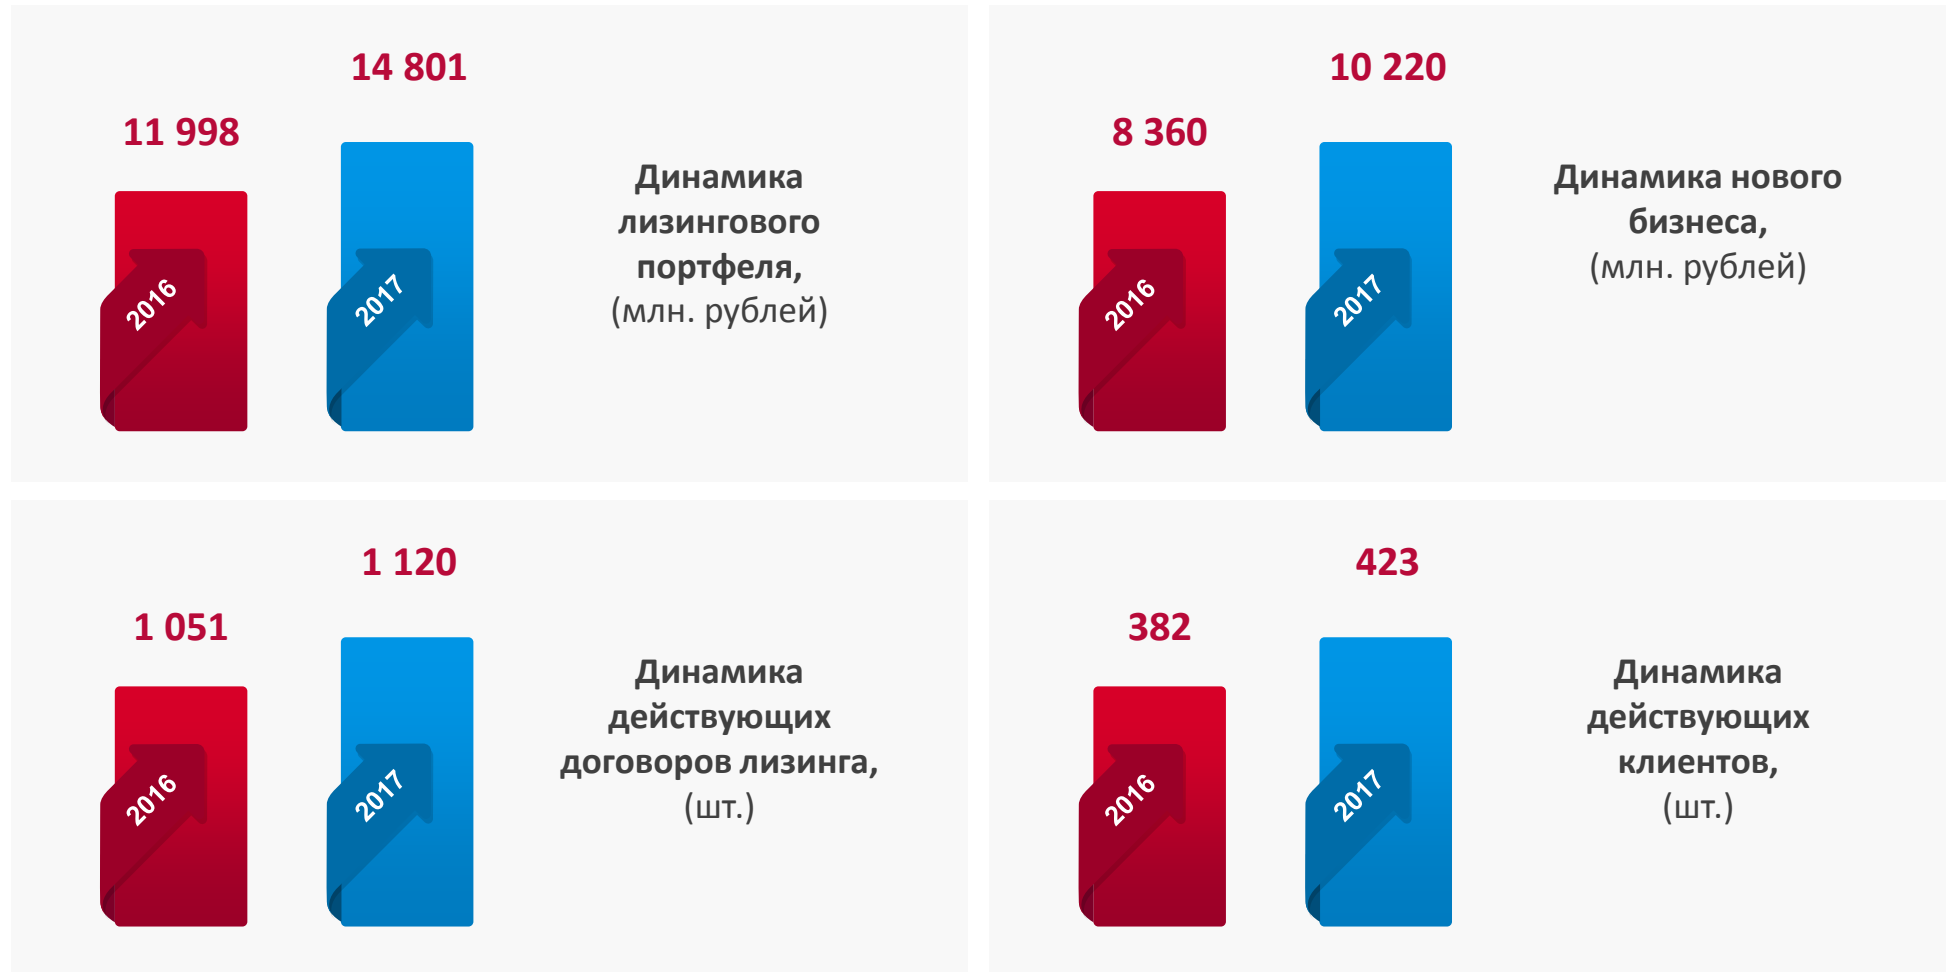 14 801
11 998
2016
2017
Динамика
лизингового
портфеля,
(млн. рублей)
10 220
8 360
2016
2017
Динамика нового
бизнеса,
(млн. рублей)
1 120
1 051
2016
2017
Динамика
действующих
договоров лизинга,
(шт.)
423
382
2016
2017
Динамика
действующих
клиентов,
(шт.)